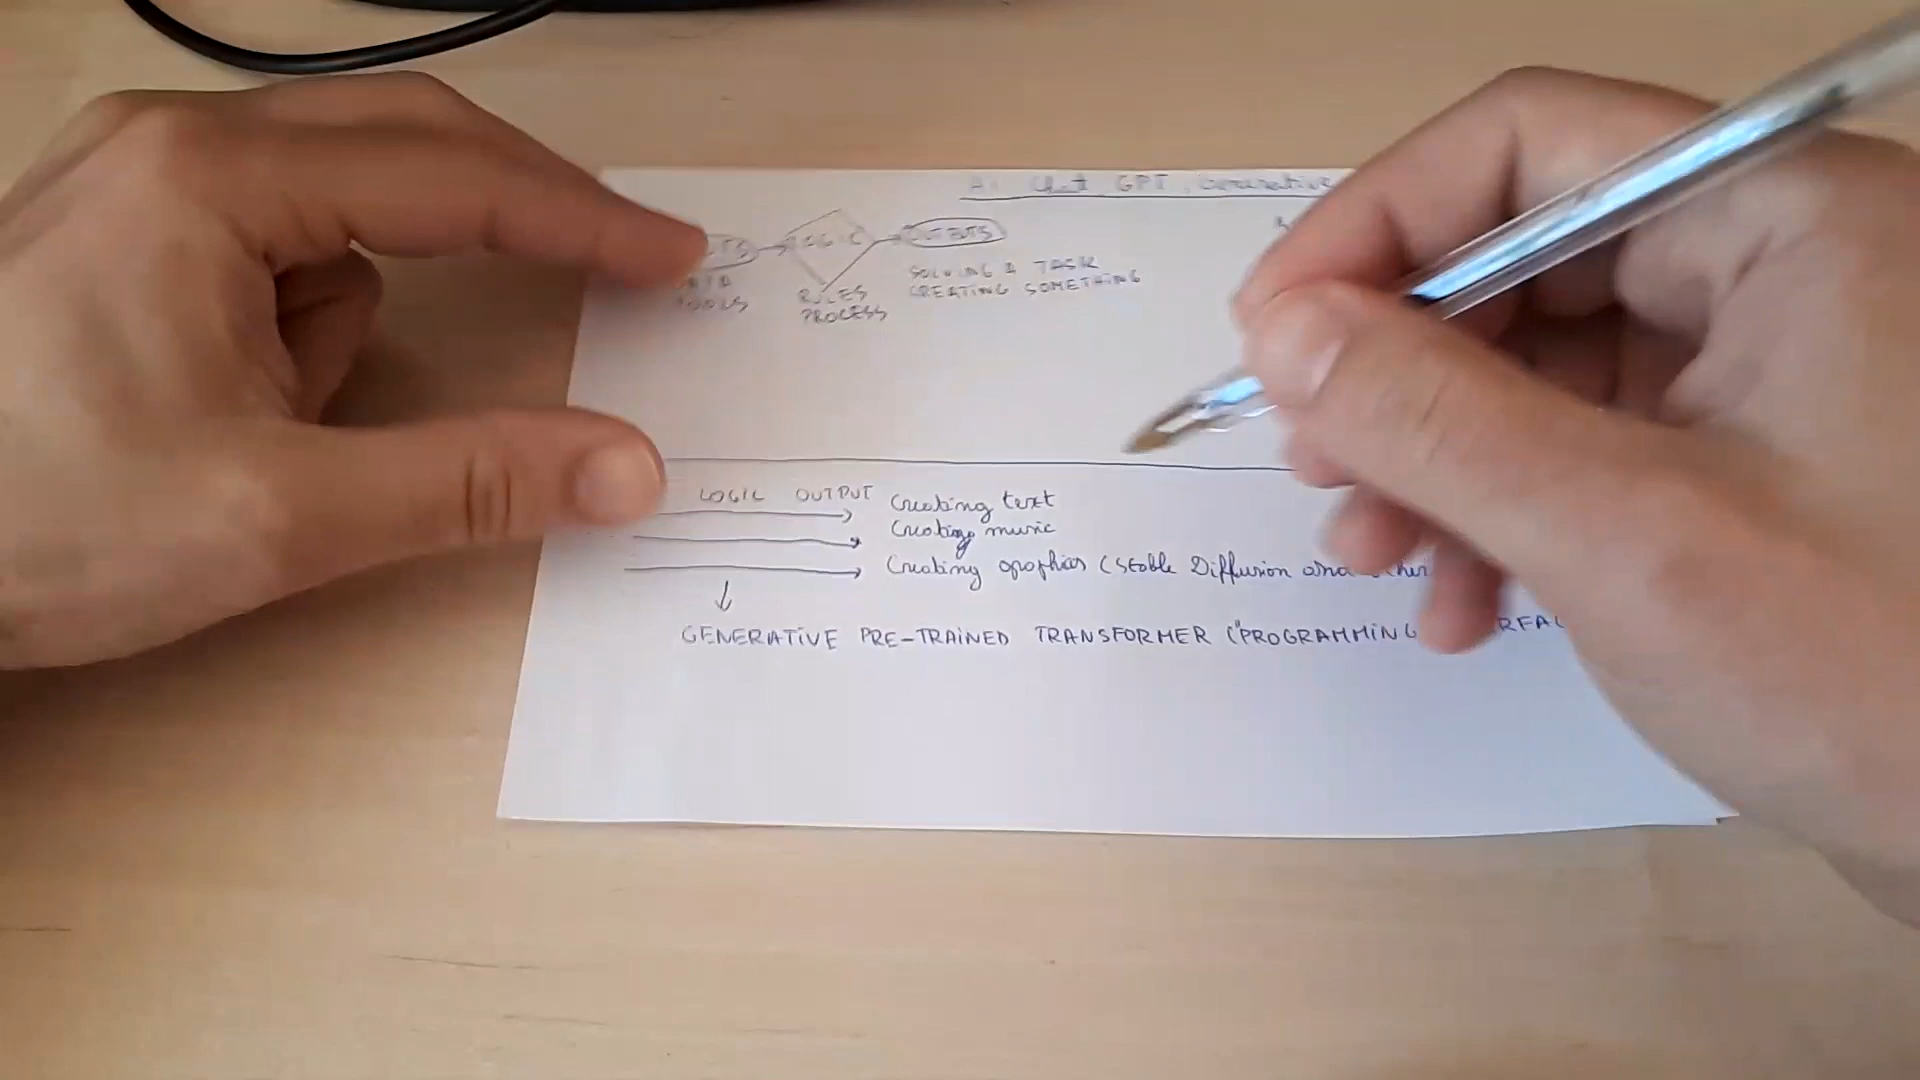 AI Chat GPT, Generative
LOGIC OUTPUTS
SOLVING A TASK
CREATING SOMETHING
RULES
PROCESS
LOGIC OUTPUT Creating text
Creating music
Creating graphics (Stable Diffusion and other
GENERATIVE PRE-TRAINED TRANSFORMER ("PROGRAMMING